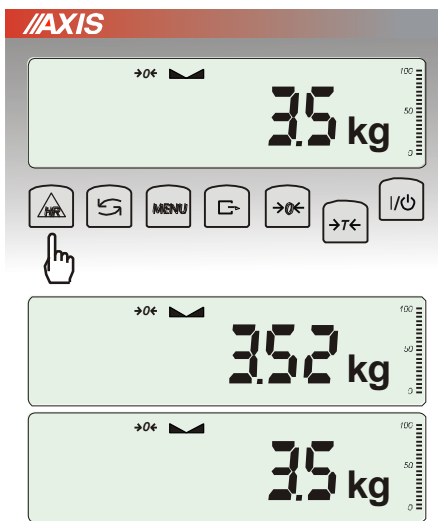 //AXIS
→0← 100
50
3.5 kg
0
HR MENU →0← →T← I/⏻
→0← 100
50
3.52 kg
0
→0← 100
50
3.5 kg
0